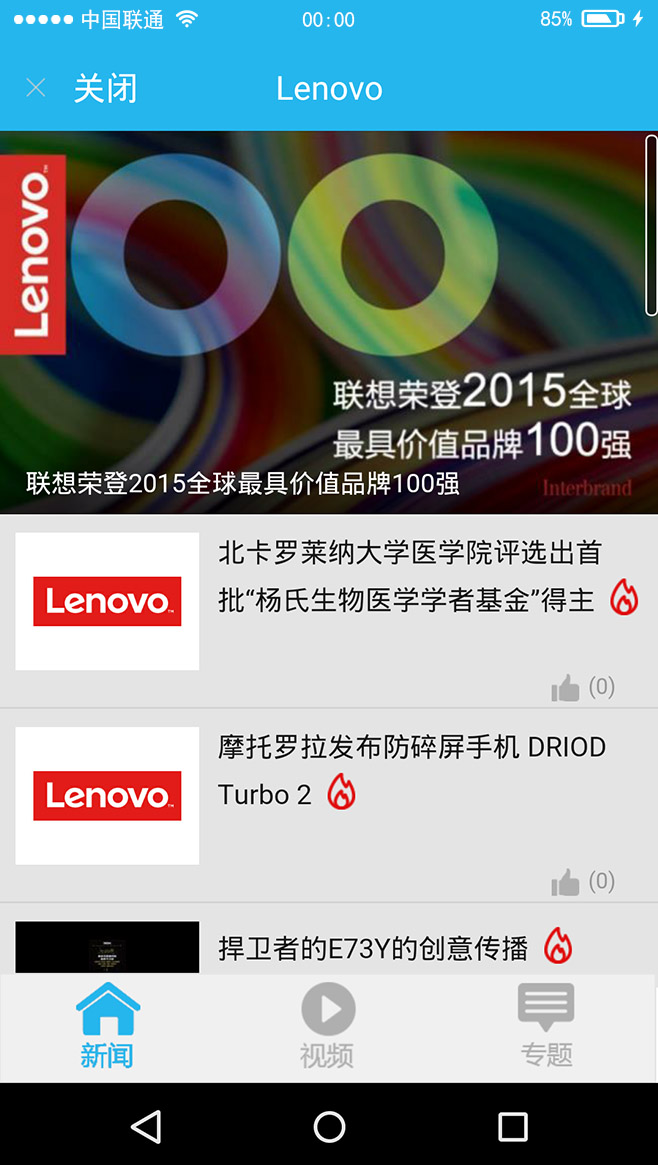 中国联通
00:00
85%
关闭
Lenovo
Lenovo™
联想荣登2015全球
最具价值品牌100强
Interbrand
联想荣登2015全球最具价值品牌100强
Lenovo™
北卡罗莱纳大学医学院评选出首
批“杨氏生物医学学者基金”得主
(0)
Lenovo™
摩托罗拉发布防碎屏手机 DRIOD
Turbo 2
(0)
捍卫者的E73Y的创意传播
新闻
视频
专题